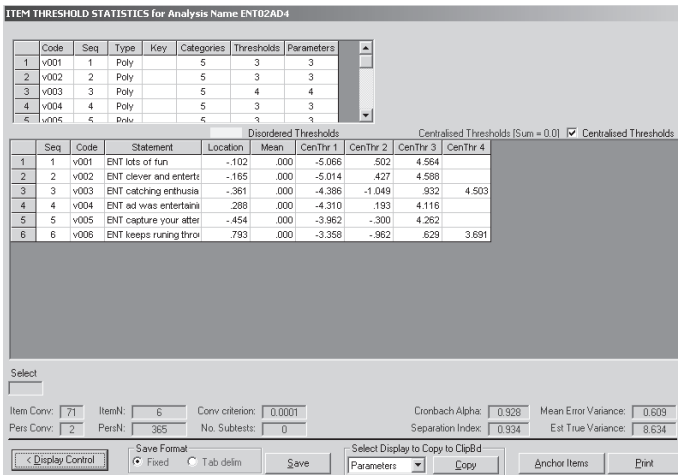 ITEM THRESHOLD STATISTICS for Analysis Name ENT02AD4
Code Seq Type Key Categories Thresholds Parameters
1 v001 1 Poly 5 3 3
2 v002 2 Poly 5 3 3
3 v003 3 Poly 5 4 4
4 v004 4 Poly 5 3 3
5 v005 5 Poly 5 3 3
Disordered Thresholds Centralised Thresholds [Sum = 0.0] Centralised Thresholds
Seq Code Statement Location Mean CenThr 1 CenThr 2 CenThr 3 CenThr 4
1 1 v001 ENT lots of fun -.102 .000 -5.066 .502 4.564
2 2 v002 ENT clever and enterta -.165 .000 -5.014 .427 4.588
3 3 v003 ENT catching enthusia -.361 .000 -4.386 -1.049 .932 4.503
4 4 v004 ENT ad was entertaini .288 .000 -4.310 .193 4.116
5 5 v005 ENT capture your atter -.454 .000 -3.962 -.300 4.262
6 6 v006 ENT keeps runing thro .793 .000 -3.358 -.962 .629 3.691
Select
Item Conv: 71 ItemN: 6 Conv criterion: 0.0001 Cronbach Alpha: 0.928 Mean Error Variance: 0.609
Pers Conv: 2 PersN: 365 No. Subtests: 0 Separation Index: 0.934 Est True Variance: 8.634
Save Format Select Display to Copy to ClipBd
< Display Control Fixed Tab delim Save Parameters Copy Anchor Items Print